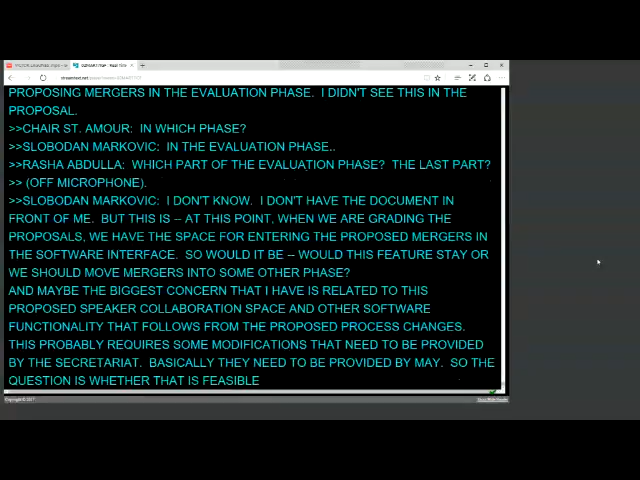 streamtext.net
PROPOSING MERGERS IN THE EVALUATION PHASE. I DIDN'T SEE THIS IN THE
PROPOSAL.
>>CHAIR ST. AMOUR: IN WHICH PHASE?
>>SLOBODAN MARKOVIC: IN THE EVALUATION PHASE..
>>RASHA ABDULLA: WHICH PART OF THE EVALUATION PHASE? THE LAST PART?
>> (OFF MICROPHONE).
>>SLOBODAN MARKOVIC: I DON'T KNOW. I DON'T HAVE THE DOCUMENT IN
FRONT OF ME. BUT THIS IS -- AT THIS POINT, WHEN WE ARE GRADING THE
PROPOSALS, WE HAVE THE SPACE FOR ENTERING THE PROPOSED MERGERS IN
THE SOFTWARE INTERFACE. SO WOULD IT BE -- WOULD THIS FEATURE STAY OR
WE SHOULD MOVE MERGERS INTO SOME OTHER PHASE?
AND MAYBE THE BIGGEST CONCERN THAT I HAVE IS RELATED TO THIS
PROPOSED SPEAKER COLLABORATION SPACE AND OTHER SOFTWARE
FUNCTIONALITY THAT FOLLOWS FROM THE PROPOSED PROCESS CHANGES.
THIS PROBABLY REQUIRES SOME MODIFICATIONS THAT NEED TO BE PROVIDED
BY THE SECRETARIAT. BASICALLY THEY NEED TO BE PROVIDED BY MAY. SO THE
QUESTION IS WHETHER THAT IS FEASIBLE
Copyright © 2017